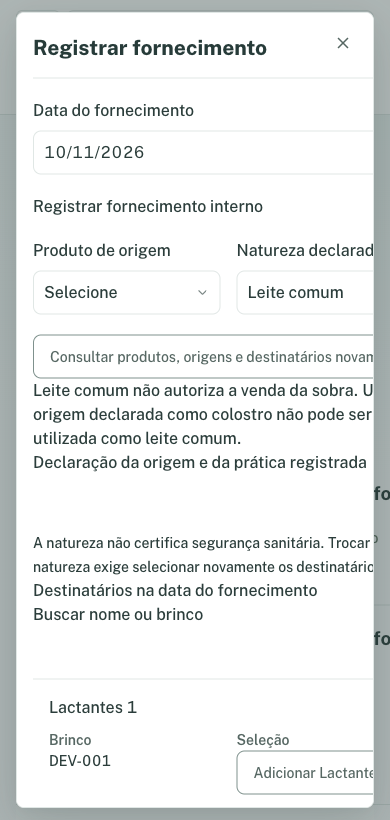 Registrar fornecimento
Data do fornecimento
10/11/2026
Registrar fornecimento interno
Produto de origem
Natureza declarad
Selecione
Leite comum
Consultar produtos, origens e destinatários novam
Leite comum não autoriza a venda da sobra. U
origem declarada como colostro não pode ser
utilizada como leite comum.
Declaração da origem e da prática registrada
A natureza não certifica segurança sanitária. Trocar
natureza exige selecionar novamente os destinatário
Destinatários na data do fornecimento
Buscar nome ou brinco
Lactantes 1
Brinco
Seleção
DEV-001
Adicionar Lactante
fo
o
fo